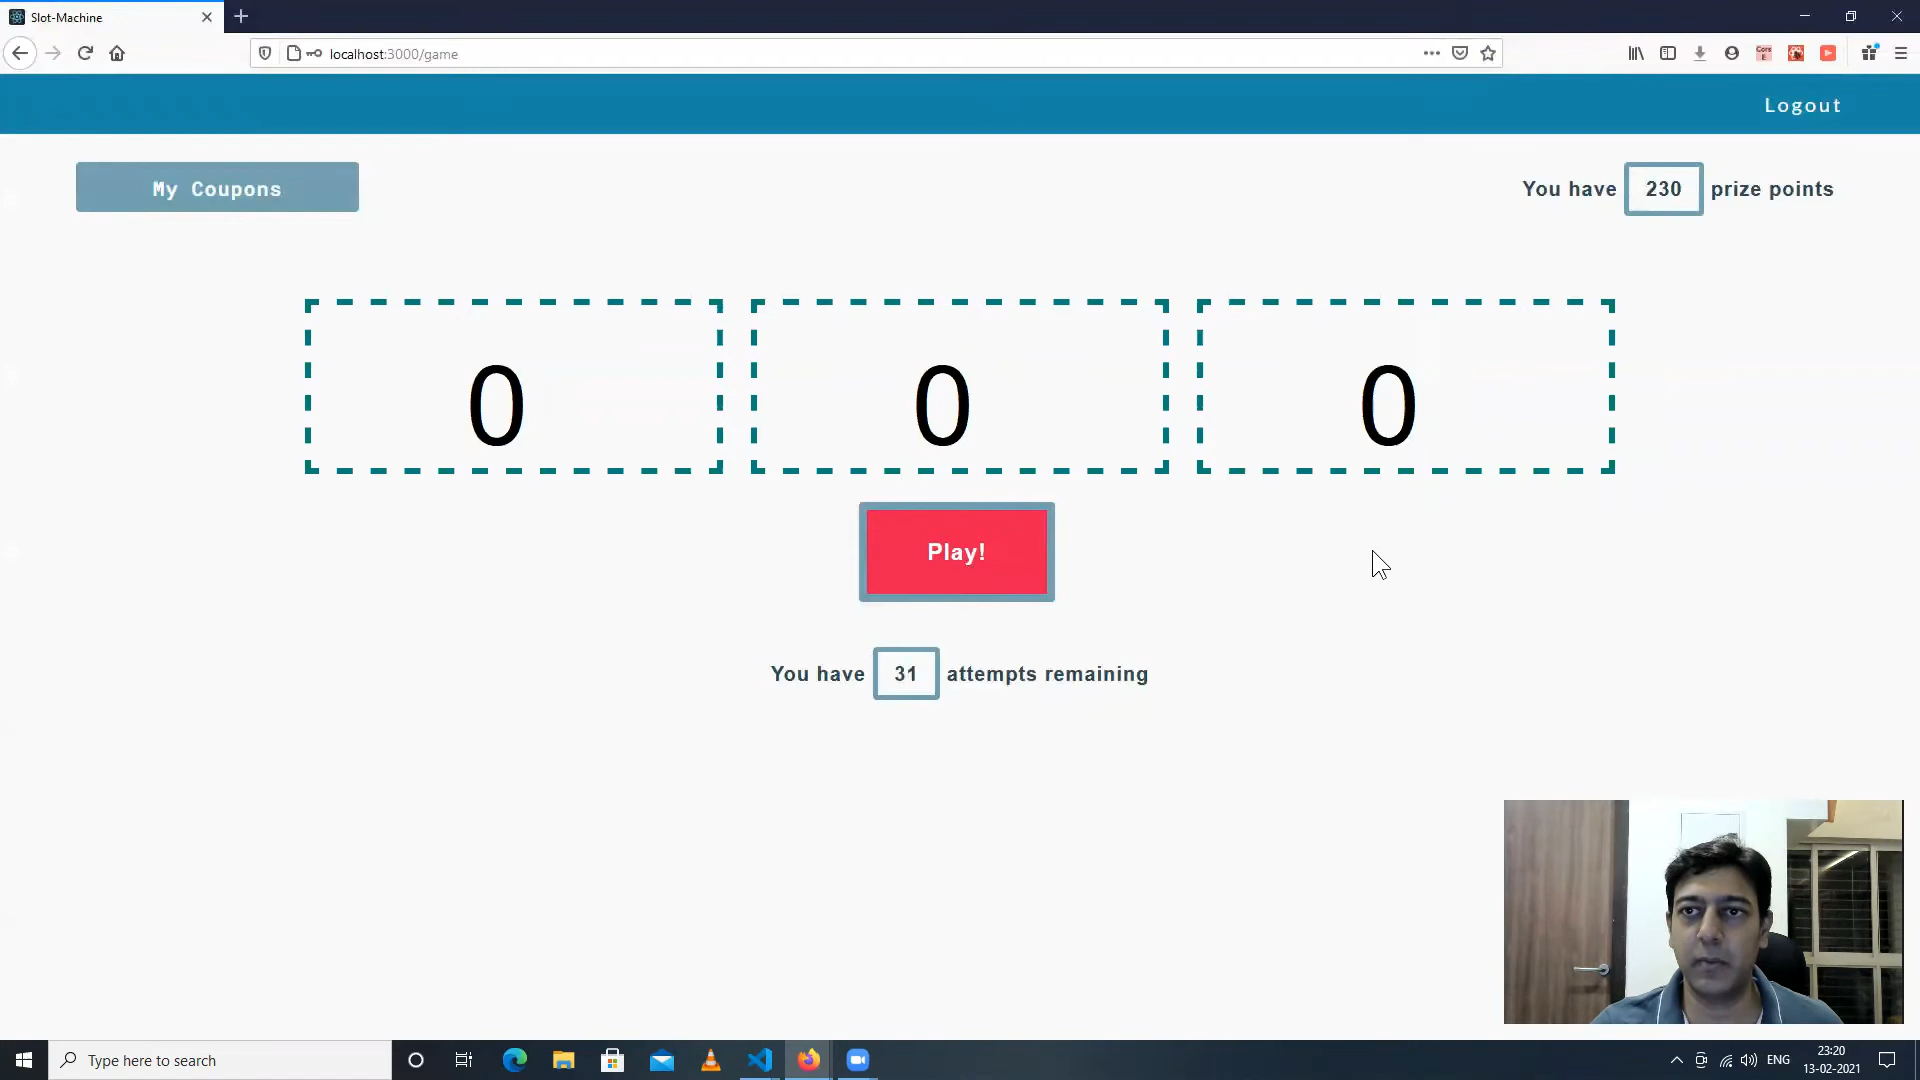 Slot-Machine
localhost:3000/game
Logout
My Coupons
You have 230 prize points
0 0 0
Play!
You have 31 attempts remaining
Type here to search
ENG
23:20
13-02-2021